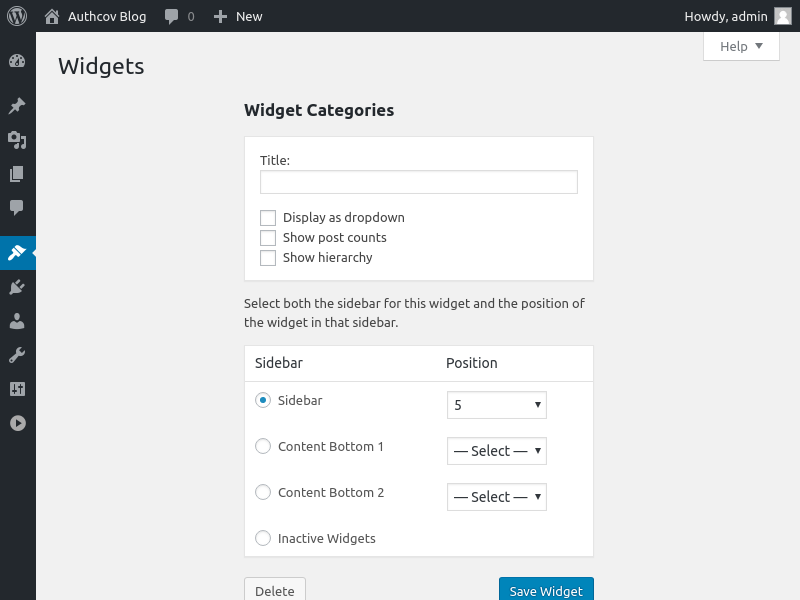 Authcov Blog 0 New Howdy, admin
Help
Widgets
Widget Categories
Title:
Display as dropdown
Show post counts
Show hierarchy
Select both the sidebar for this widget and the position of
the widget in that sidebar.
Sidebar Position
Sidebar 5
Content Bottom 1 — Select —
Content Bottom 2 — Select —
Inactive Widgets
Delete Save Widget